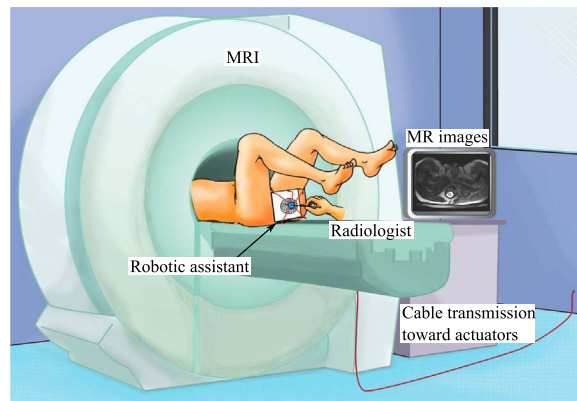 MRI
MR images
Radiologist
Robotic assistant
Cable transmission
toward actuators